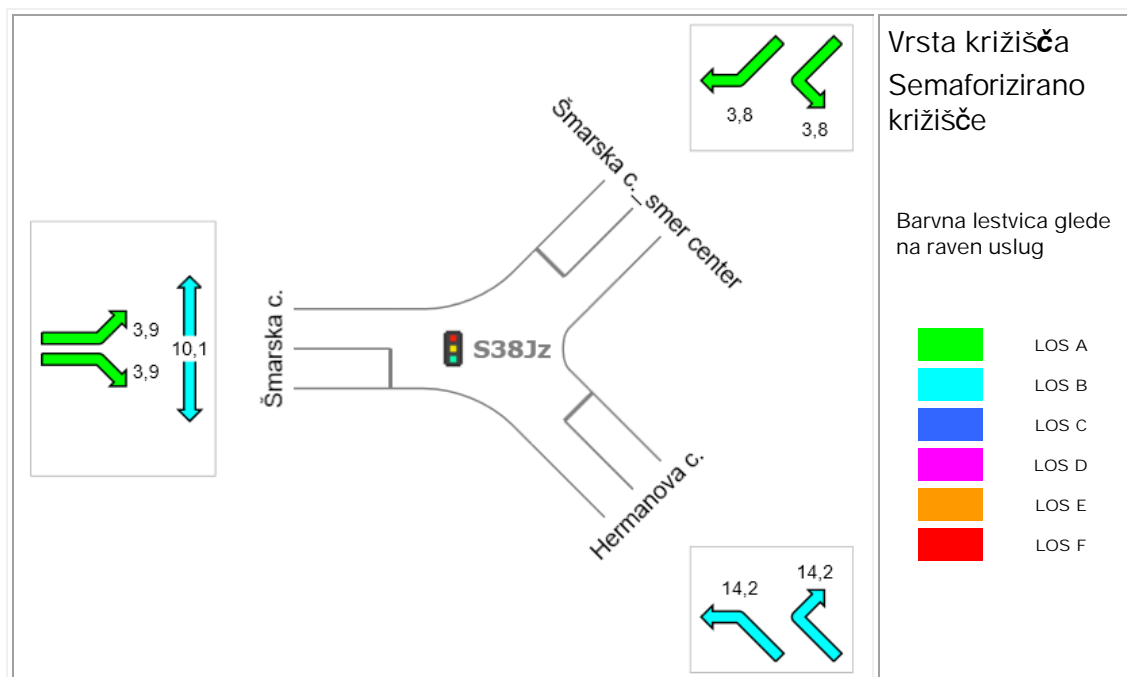 3,8
3,8
Šmarska c._smer center
3,9
3,9
10,1
Šmarska c.
S38Jz
Hermanova c.
14,2
14,2
Vrsta križišča
Semaforizirano
križišče
Barvna lestvica glede
na raven uslug
LOS A
LOS B
LOS C
LOS D
LOS E
LOS F